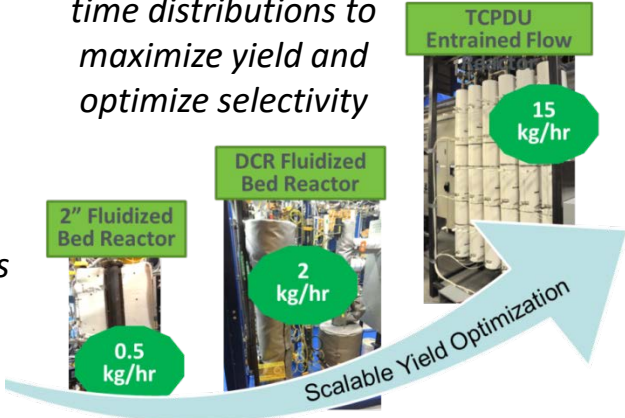 time distributions to
maximize yield and
optimize selectivity
TCPDU
Entrained Flow
15
kg/hr
DCR Fluidized
Bed Reactor
2" Fluidized
Bed Reactor
2
kg/hr
s
0.5
kg/hr
Scalable Yield Optimization